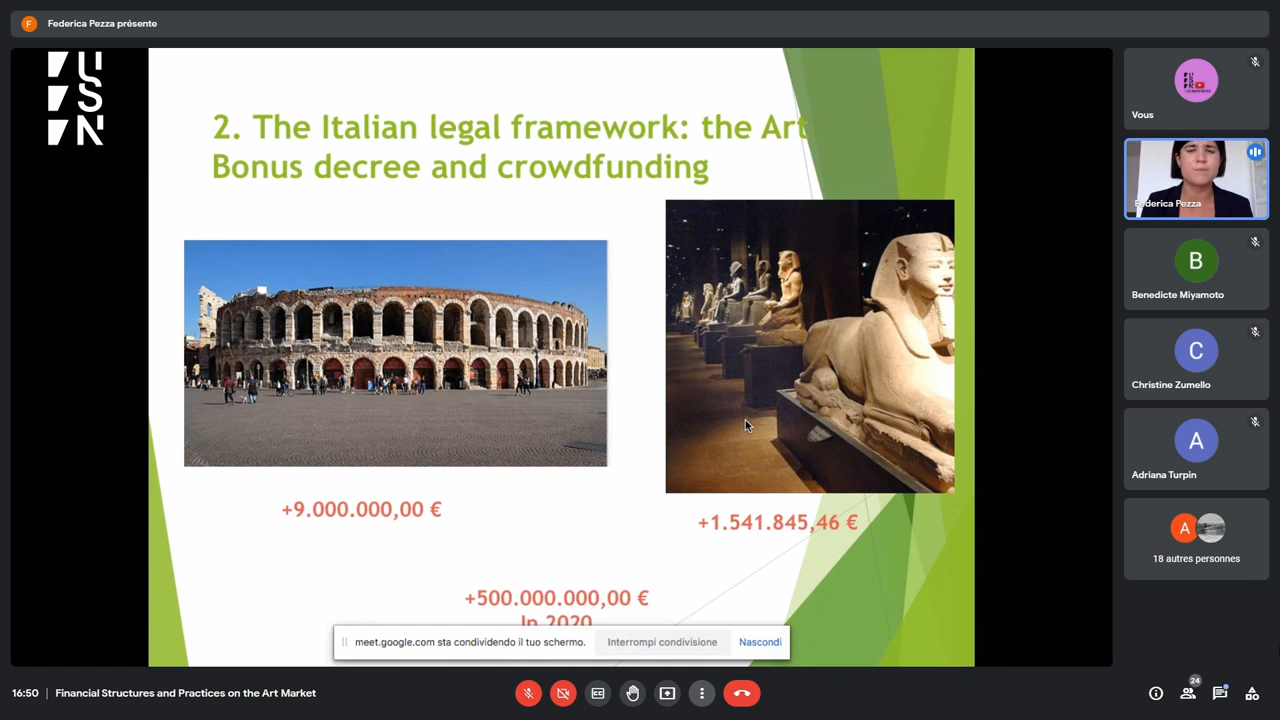 F
Federica Pezza présente
USN
2. The Italian legal framework: the Art
Bonus decree and crowdfunding
+9.000.000,00 €
+1.541.845,46 €
+500.000.000,00 €
In 2020
meet.google.com sta condividendo il tuo schermo.
Interrompi condivisione
Nascondi
Vous
Federica Pezza
B
Benedicte Miyamoto
C
Christine Zumello
A
Adriana Turpin
A
18 autres personnes
16:50 | Financial Structures and Practices on the Art Market
CC
24